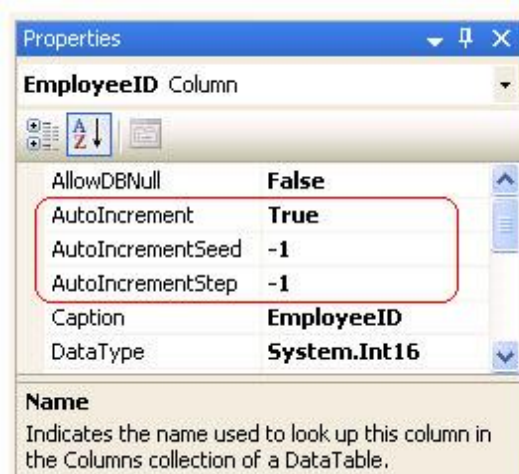 Properties
EmployeeID Column
A
Z
AllowDBNull False
AutoIncrement True
AutoIncrementSeed -1
AutoIncrementStep -1
Caption EmployeeID
DataType System.Int16
Name
Indicates the name used to look up this column in
the Columns collection of a DataTable.